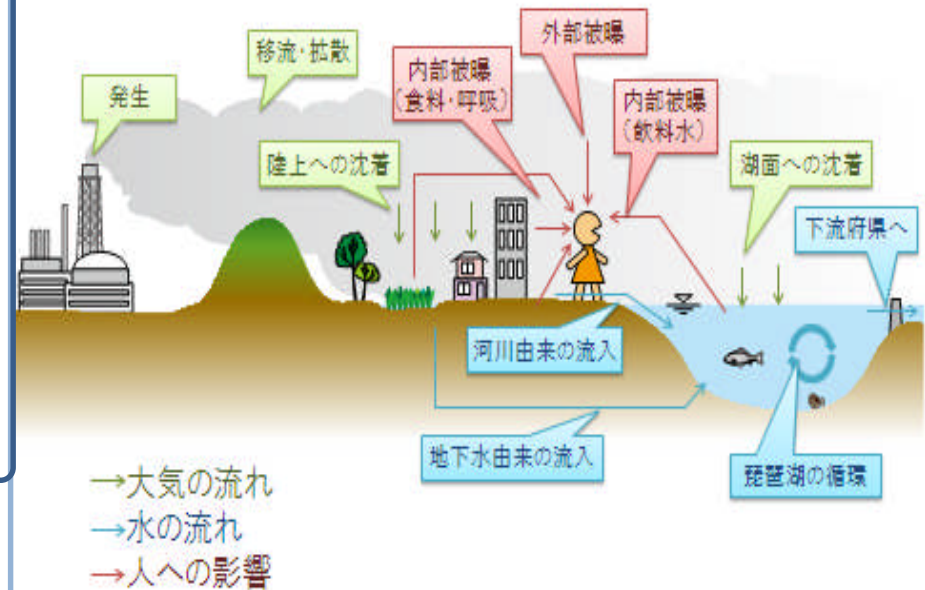 外部被曝
移流・拡散
内部被曝
(食料・呼吸)
発生
内部被曝
(飲料水)
陸上への沈着
湖面への沈着
下流府県へ
河川由来の流入
地下水由来の流入
琵琶湖の循環
→大気の流れ
→水の流れ
→人への影響